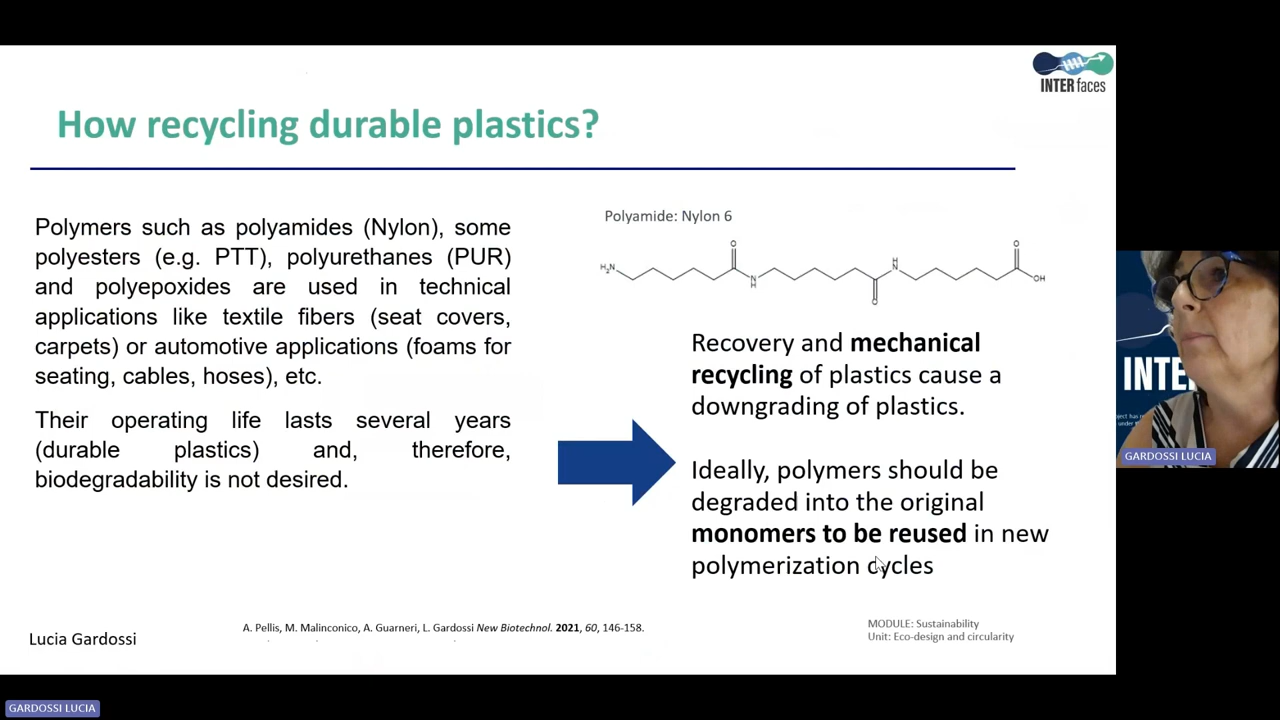 INTERfaces
How recycling durable plastics?
Polymers such as polyamides (Nylon), some
polyesters (e.g. PTT), polyurethanes (PUR)
and polyepoxides are used in technical
applications like textile fibers (seat covers,
carpets) or automotive applications (foams for
seating, cables, hoses), etc.
Their operating life lasts several years
(durable plastics) and, therefore,
biodegradability is not desired.
Polyamide: Nylon 6
H₂N
O
N
H
O
H
N
O
OH
Recovery and mechanical
recycling of plastics cause a
downgrading of plastics.
Ideally, polymers should be
degraded into the original
monomers to be reused in new
polymerization cycles
A. Pellis, M. Malinconico, A. Guarneri, L. Gardossi New Biotechnol. 2021, 60, 146-158.
Lucia Gardossi
MODULE: Sustainability
Unit: Eco-design and circularity
INTE
GARDOSSI LUCIA
GARDOSSI LUCIA